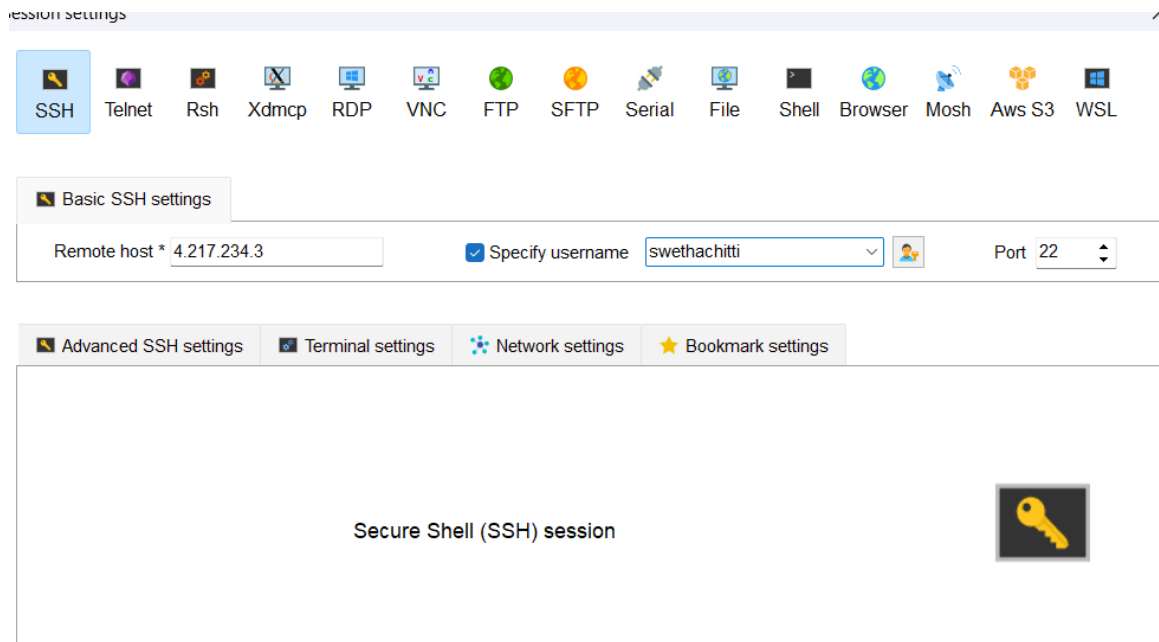 Session settings
SSH Telnet Rsh Xdmcp RDP VNC FTP SFTP Serial File Shell Browser Mosh Aws S3 WSL
Basic SSH settings
Remote host * 4.217.234.3 Specify username swethachitti Port 22
Advanced SSH settings Terminal settings Network settings Bookmark settings
Secure Shell (SSH) session